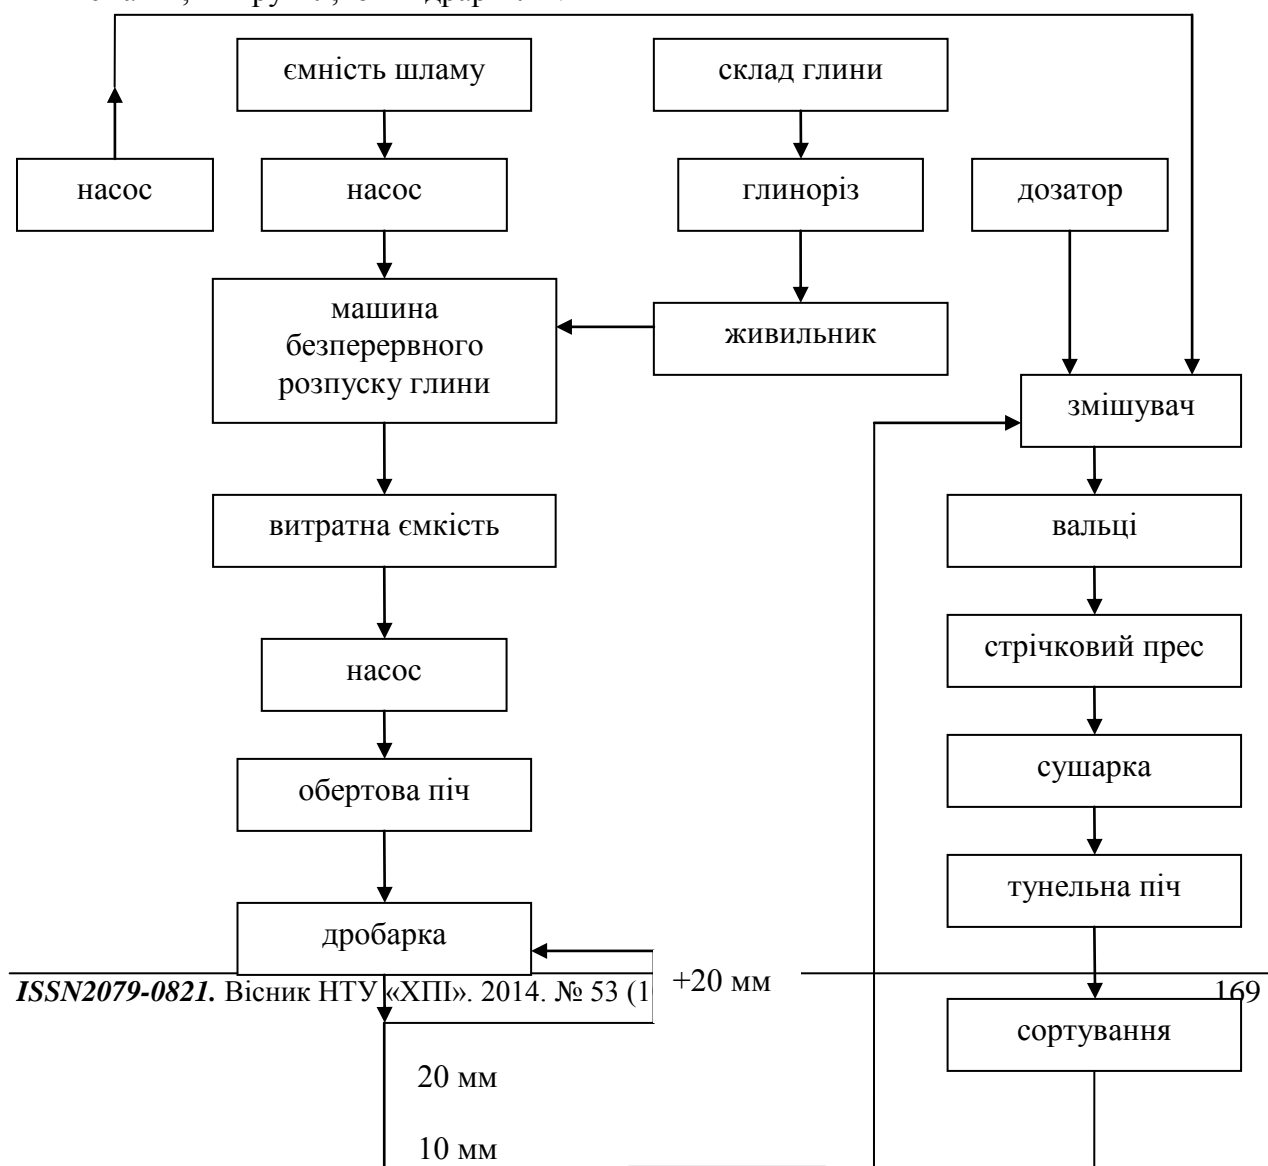 ємність шламу
склад глини
насос
насос
глиноріз
дозатор
машина
безперервного
розпуску глини
живильник
змішувач
витратна ємкість
вальці
стрічковий прес
насос
обертова піч
сушарка
тунельна піч
дробарка
+20 мм
ISSN2079-0821. Вісник НТУ «ХПІ». 2014. № 53 (1
169
сортування
20 мм
10 мм